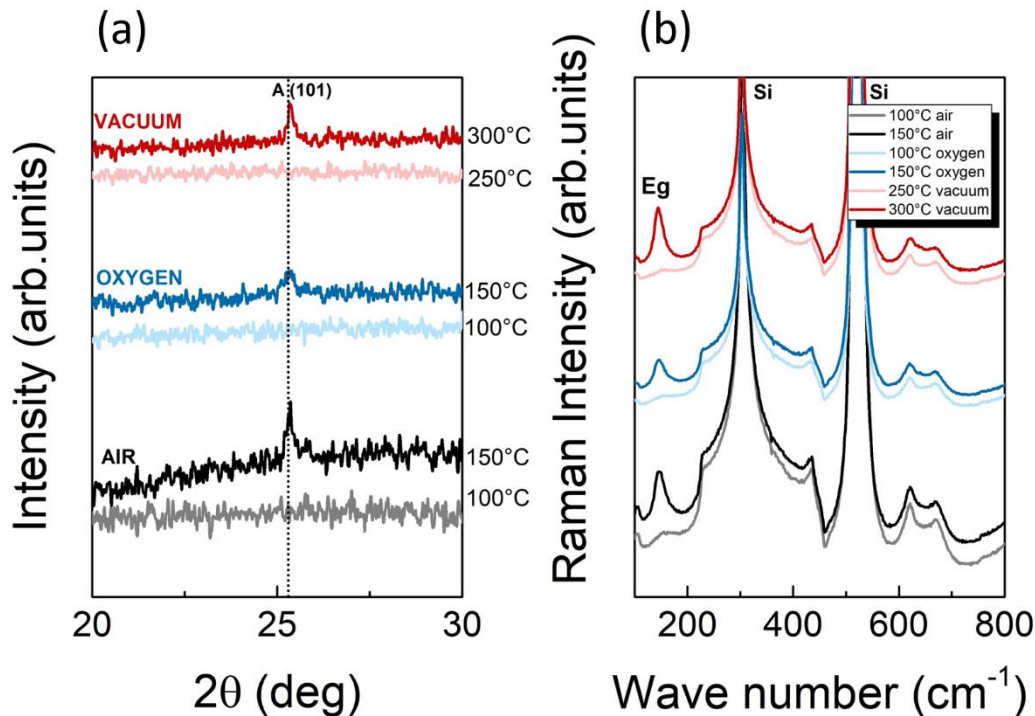 (a)
Intensity (arb.units)
A (101)
VACUUM
300°C
250°C
OXYGEN
150°C
100°C
AIR
150°C
100°C
20
25
30
2θ (deg)
(b)
Raman Intensity (arb.units)
Si
Si
100°C air
150°C air
100°C oxygen
150°C oxygen
250°C vacuum
300°C vacuum
Eg
200
400
600
800
Wave number (cm⁻¹)